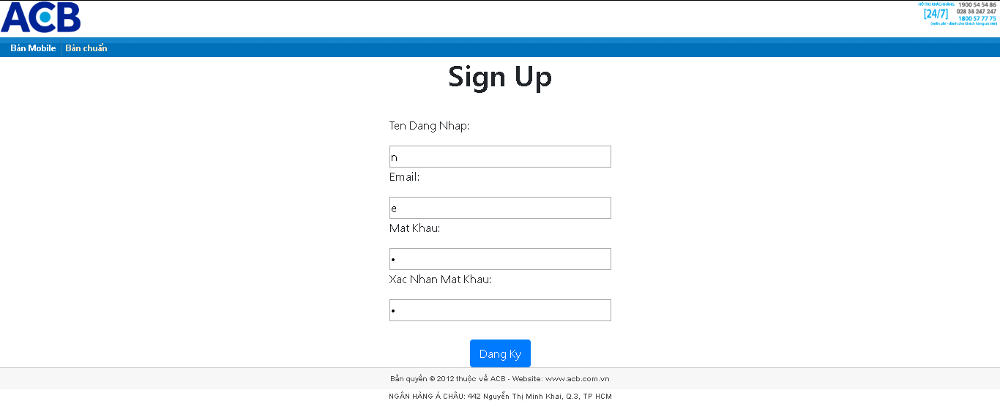 ACB
HỖ TRỢ KHÁCH HÀNG
[24/7]
1900 54 54 86
028 38 247 247
1800 57 77 75
(miễn phí - dành cho khách hàng ưu tiên)
Bản Mobile Bản chuẩn
Sign Up
Ten Dang Nhap:
n
Email:
e
Mat Khau:
•
Xac Nhan Mat Khau:
•
Dang Ky
Bản quyền © 2012 thuộc về ACB - Website: www.acb.com.vn
NGÂN HÀNG Á CHÂU: 442 Nguyễn Thị Minh Khai, Q.3, TP HCM